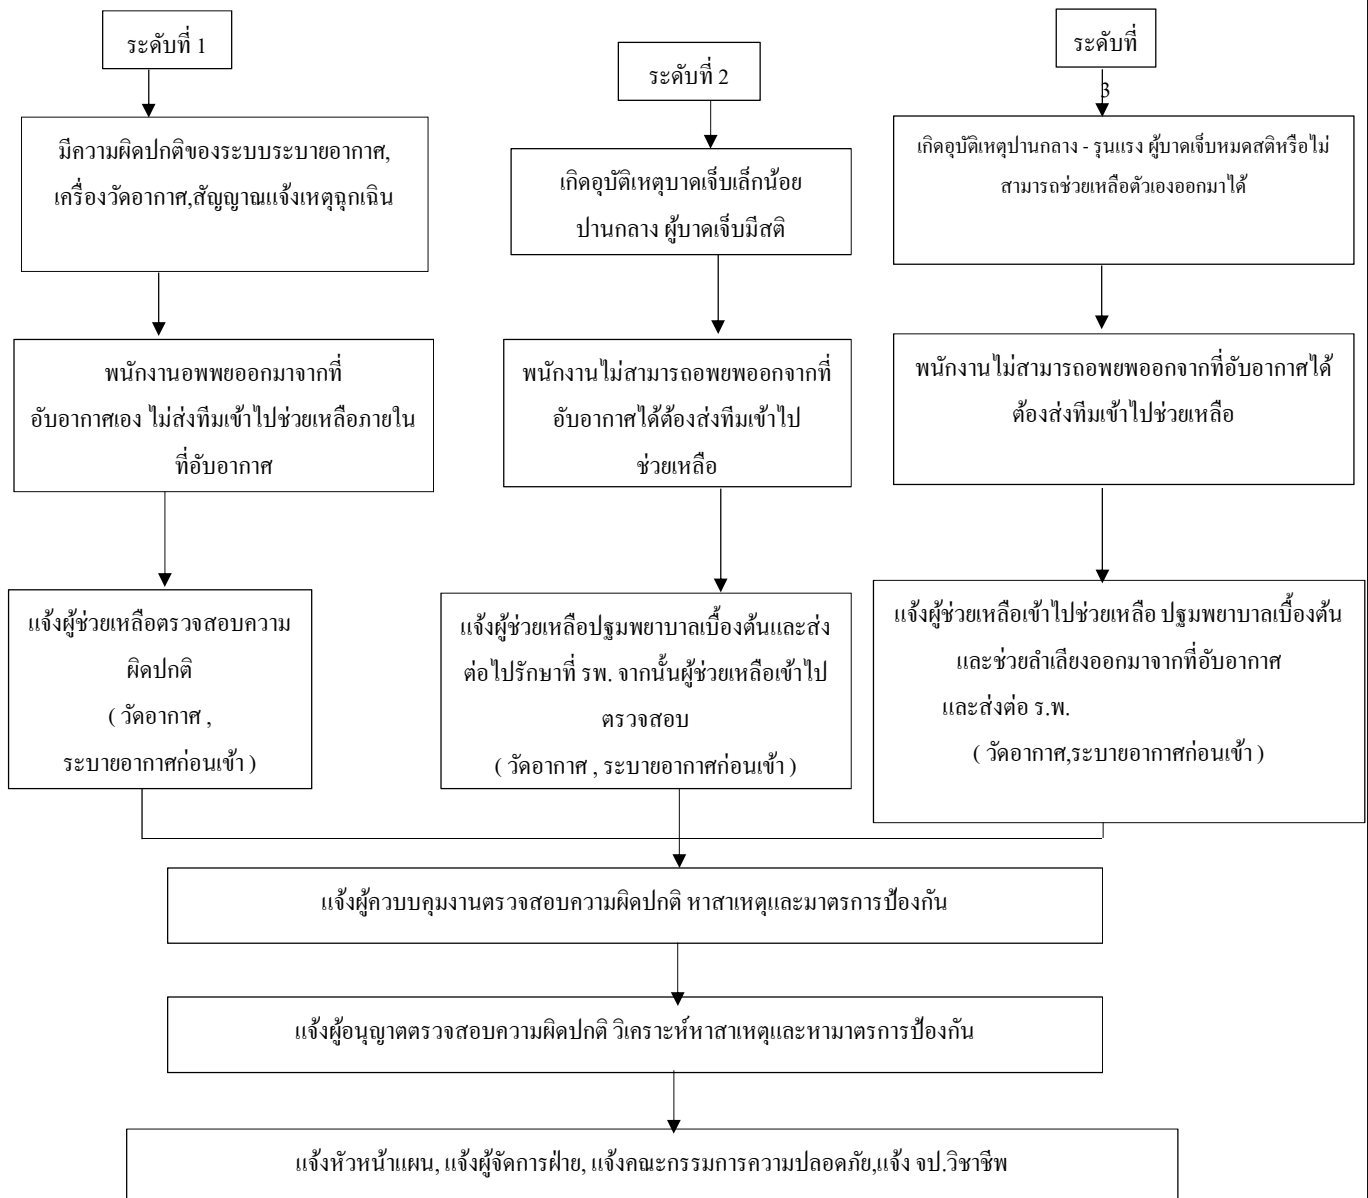 ระดับที่ 1
มีความผิดปกติของระบบระบายอากาศ,
เครื่องวัดอากาศ,สัญญาณแจ้งเหตุฉุกเฉิน
พนักงานอพพยออกมาจากที่
อับอากาศเอง ไม่ส่งทีมเข้าไปช่วยเหลือภายใน
ที่อับอากาศ
แจ้งผู้ช่วยเหลือตรวจสอบความ
ผิดปกติ
( วัดอากาศ ,
ระบายอากาศก่อนเข้า )
ระดับที่ 2
เกิดอุบัติเหตุบาดเจ็บเล็กน้อย
ปานกลาง ผู้บาดเจ็บมีสติ
พนักงานไม่สามารถอพยพออกจากที่
อับอากาศได้ต้องส่งทีมเข้าไป
ช่วยเหลือ
แจ้งผู้ช่วยเหลือปฐมพยาบาลเบื้องต้นและส่ง
ต่อไปรักษาที่ รพ. จากนั้นผู้ช่วยเหลือเข้าไป
ตรวจสอบ
( วัดอากาศ , ระบายอากาศก่อนเข้า )
ระดับที่
3
เกิดอุบัติเหตุปานกลาง - รุนแรง ผู้บาดเจ็บหมดสติหรือไม่
สามารถช่วยเหลือตัวเองออกมาได้
พนักงานไม่สามารถอพยพออกจากที่อับอากาศได้
ต้องส่งทีมเข้าไปช่วยเหลือ
แจ้งผู้ช่วยเหลือเข้าไปช่วยเหลือ ปฐมพยาบาลเบื้องต้น
และช่วยลำเลียงออกมาจากที่อับอากาศ
และส่งต่อ ร.พ.
( วัดอากาศ,ระบายอากาศก่อนเข้า )
แจ้งผู้ควบบคุมงานตรวจสอบความผิดปกติ หาสาเหตุและมาตรการป้องกัน
แจ้งผู้อนุญาตตรวจสอบความผิดปกติ วิเคราะห์หาสาเหตุและหามาตรการป้องกัน
แจ้งหัวหน้าแผน, แจ้งผู้จัดการฝ่าย, แจ้งคณะกรรมการความปลอดภัย,แจ้ง จป.วิชาชีพ